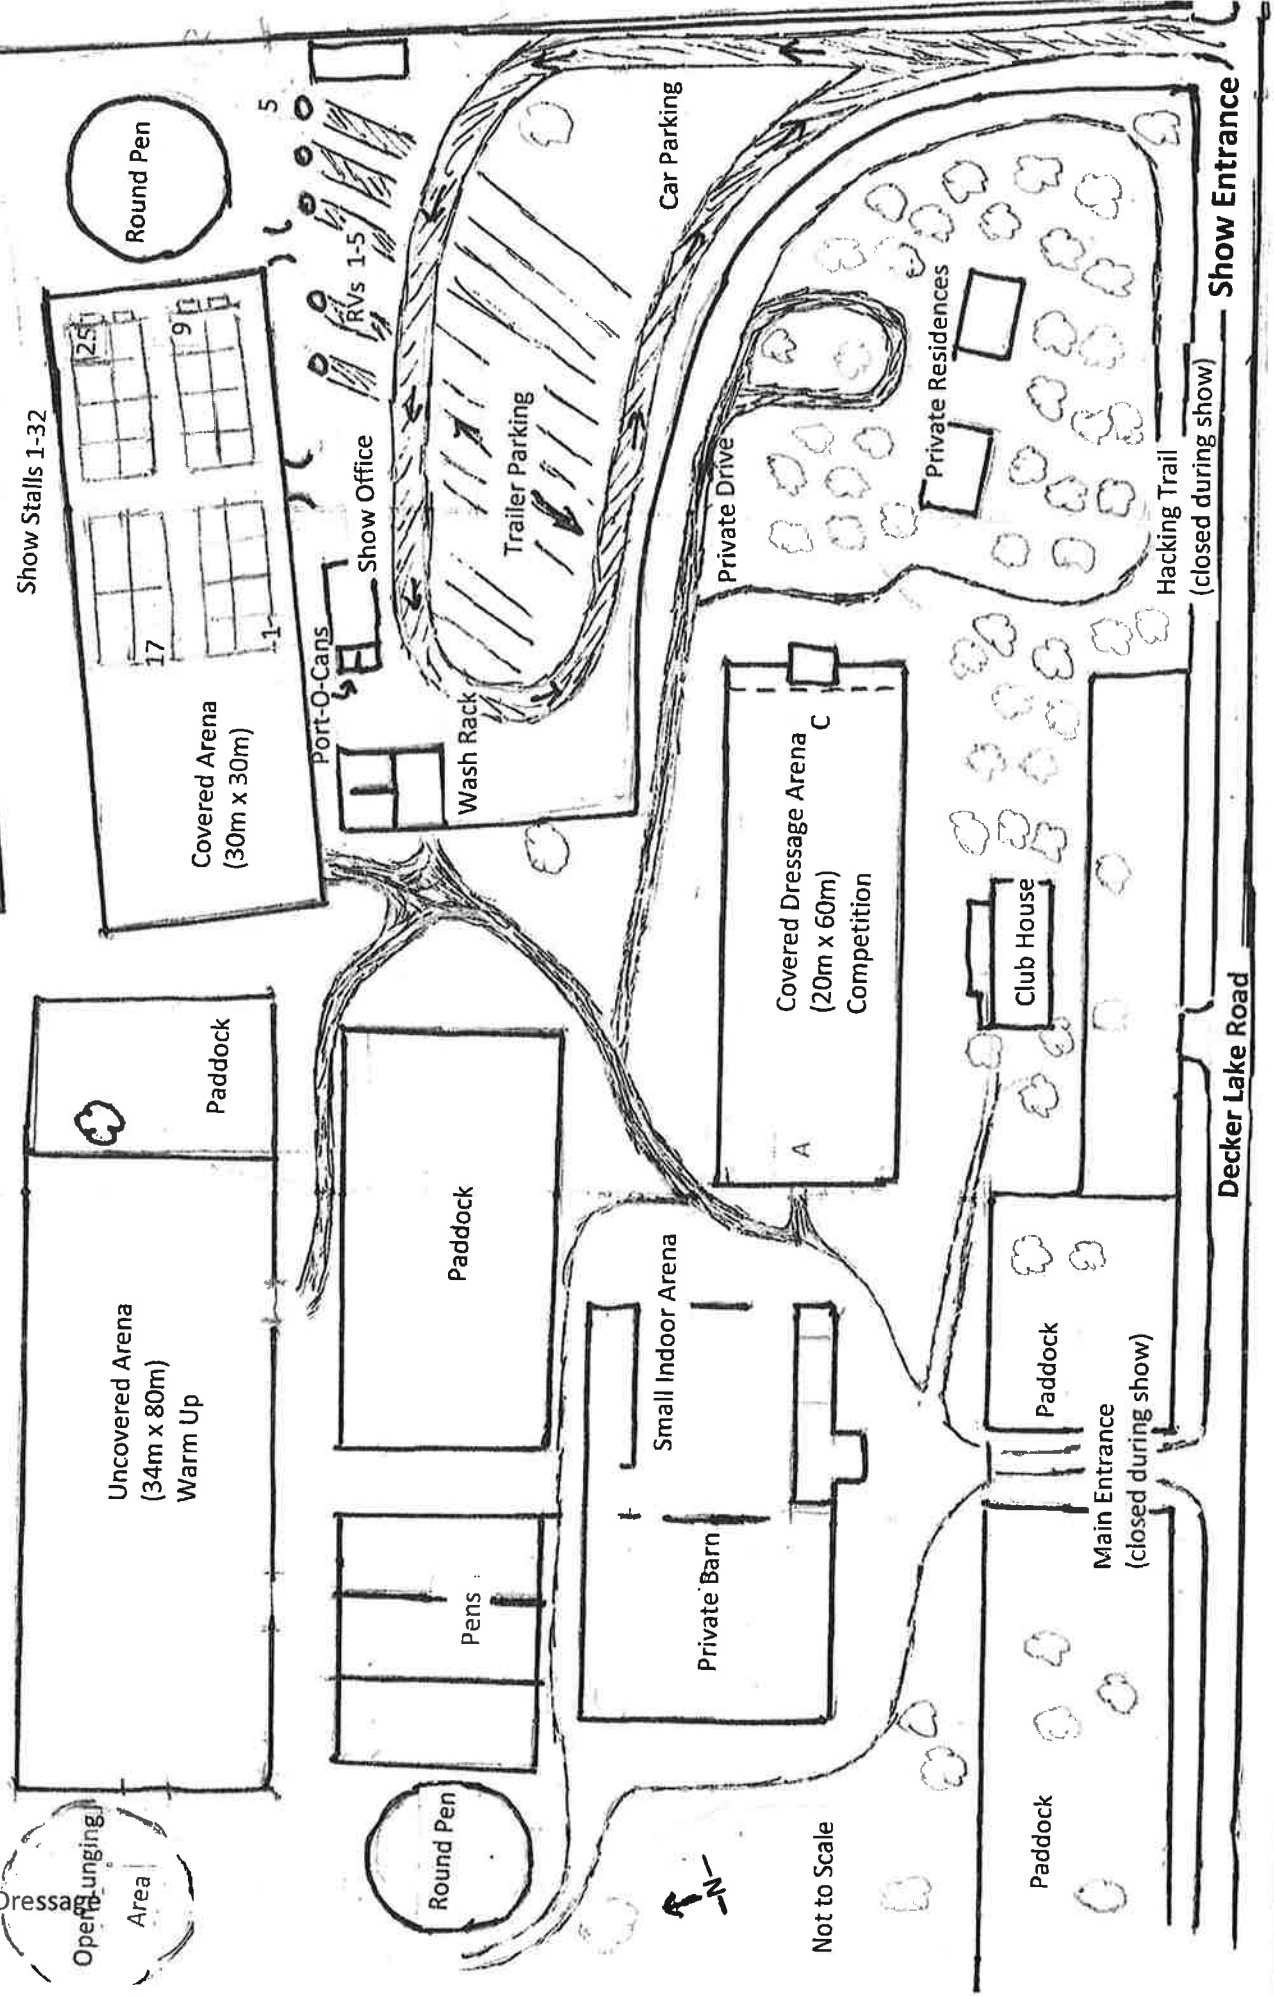 Show Stalls 1-32
25
9
17
1
Round Pen
5
RVs 1-5
Covered Arena
(30m x 30m)
Port-O-Cans
Show Office
Wash Rack
Trailer Parking
Car Parking
Paddock
Uncovered Arena
(34m x 80m)
Warm Up
Dressage
Open Lunging
Area
Paddock
Pens
Round Pen
Small Indoor Arena
Private Barn
Covered Dressage Arena
(20m x 60m)
Competition
A
C
Private Drive
Private Residences
Club House
Hacking Trail
(closed during show)
Show Entrance
Paddock
Main Entrance
(closed during show)
Paddock
N
Not to Scale
Decker Lake Road